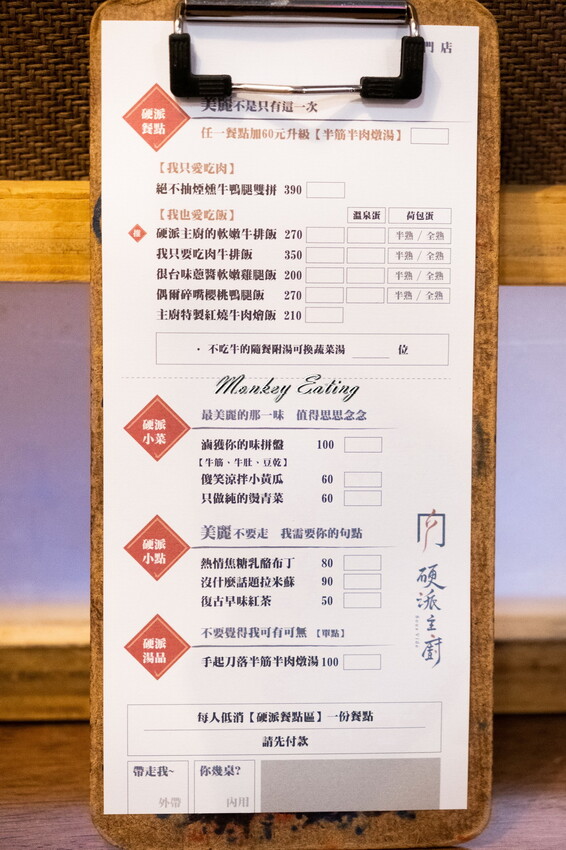 門 店
硬派
餐點
美麗不是只有這一次
任一餐點加60元升級【半筋半肉燉湯】
【我只愛吃肉】
絕不抽煙燻牛鴨腿雙拼 390
【我也愛吃飯】 溫泉蛋 荷包蛋
硬派主廚的軟嫩牛排飯 270 半熟 / 全熟
我只要吃肉牛排飯 350 半熟 / 全熟
很台味蔥醬軟嫩雞腿飯 200 半熟 / 全熟
偶爾碎嘴櫻桃鴨腿飯 270 半熟 / 全熟
主廚特製紅燒牛肉燴飯 210
· 不吃牛的隨餐附湯可換蔬菜湯 ____ 位
Monkey Eating
硬派
小菜
最美麗的那一味 值得思思念念
滷獲你的味拼盤 100
【牛筋、牛肚、豆乾】
傻笑涼拌小黃瓜 60
只做純的燙青菜 60
硬派
小點
美麗不要走 我需要你的句點
熱情焦糖乳酪布丁 80
沒什麼話題拉米蘇 90
復古早味紅茶 50
硬派
湯品
不要覺得我可有可無【單點】
手起刀落半筋半肉燉湯 100
硬派主廚
每人低消【硬派餐點區】一份餐點
請先付款
帶走我~ 你幾桌?
外帶 內用